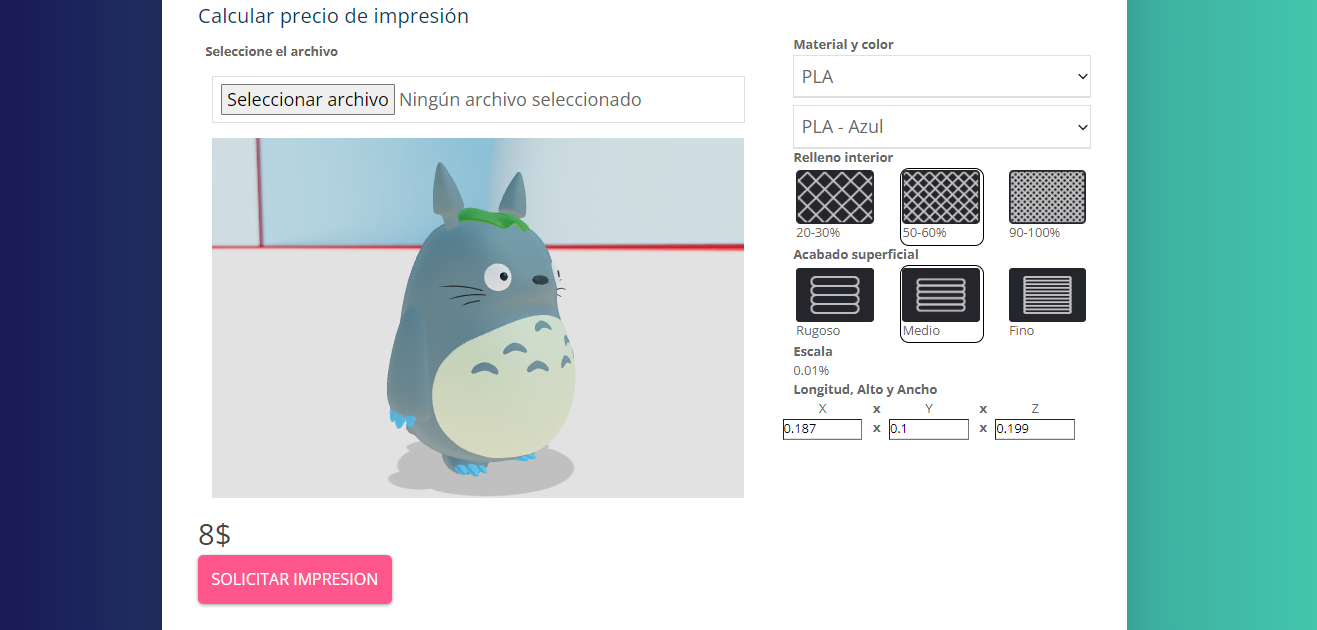 Calcular precio de impresión
Seleccione el archivo
Seleccionar archivo Ningún archivo seleccionado
8$
SOLICITAR IMPRESION
Material y color
PLA
PLA - Azul
Relleno interior
20-30% 50-60% 90-100%
Acabado superficial
Rugoso Medio Fino
Escala
0.01%
Longitud, Alto y Ancho
X x Y x Z
0.187 x 0.1 x 0.199